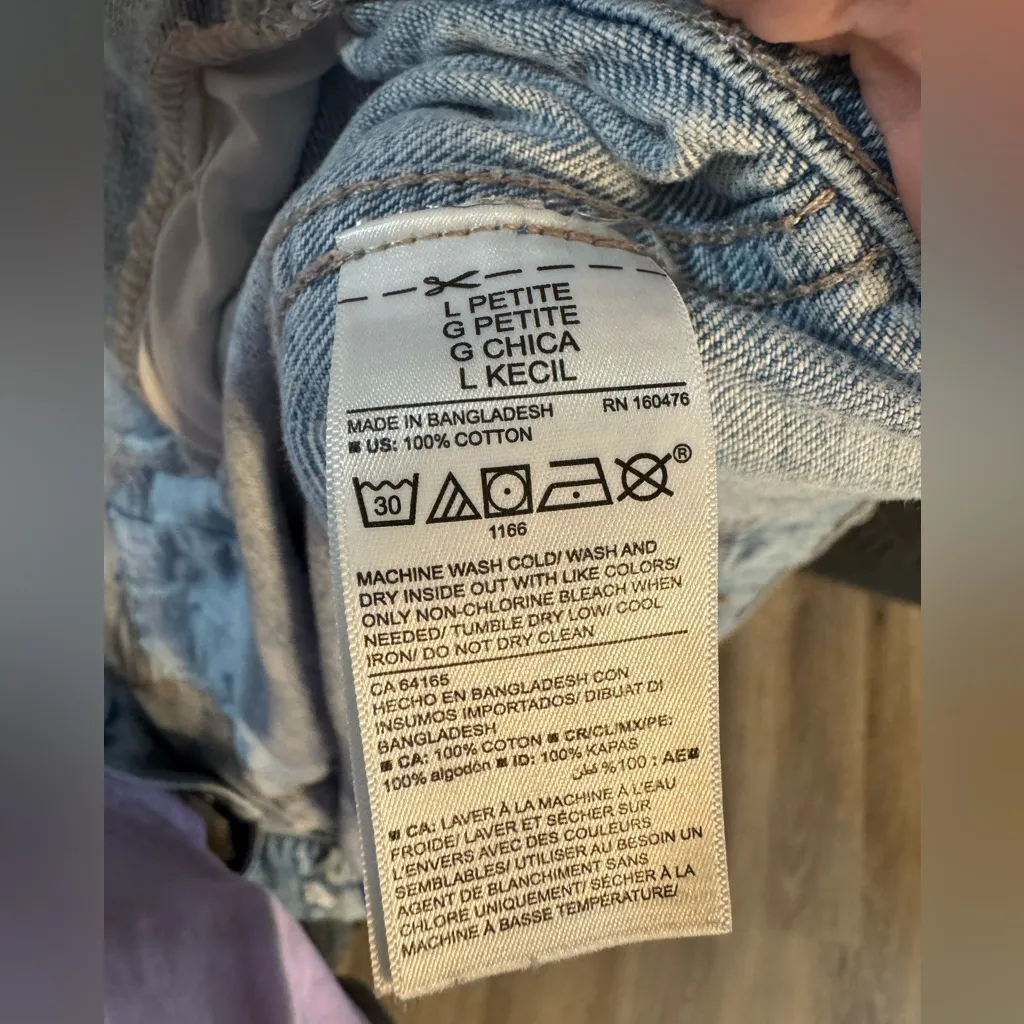 L PETITE
G PETITE
G CHICA
L KECIL
MADE IN BANGLADESH RN 160476
US: 100% COTTON
30
®
1166
MACHINE WASH COLD/ WASH AND
DRY INSIDE OUT WITH LIKE COLORS/
ONLY NON-CHLORINE BLEACH WHEN
NEEDED/ TUMBLE DRY LOW/ COOL
IRON/ DO NOT DRY CLEAN
CA 64165
HECHO EN BANGLADESH CON
INSUMOS IMPORTADOS/ DIBUAT DI
BANGLADESH
CA: 100% COTON CR/CL/MX/PE:
100% algodón ID: 100% KAPAS
AE: 100% قطن
CA: LAVER À LA MACHINE À L'EAU
FROIDE/ LAVER ET SÉCHER SUR
L'ENVERS AVEC DES COULEURS
SEMBLABLES/ UTILISER AU BESOIN UN
AGENT DE BLANCHIMENT SANS
CHLORE UNIQUEMENT/ SÉCHER À LA
MACHINE À BASSE TEMPÉRATURE/